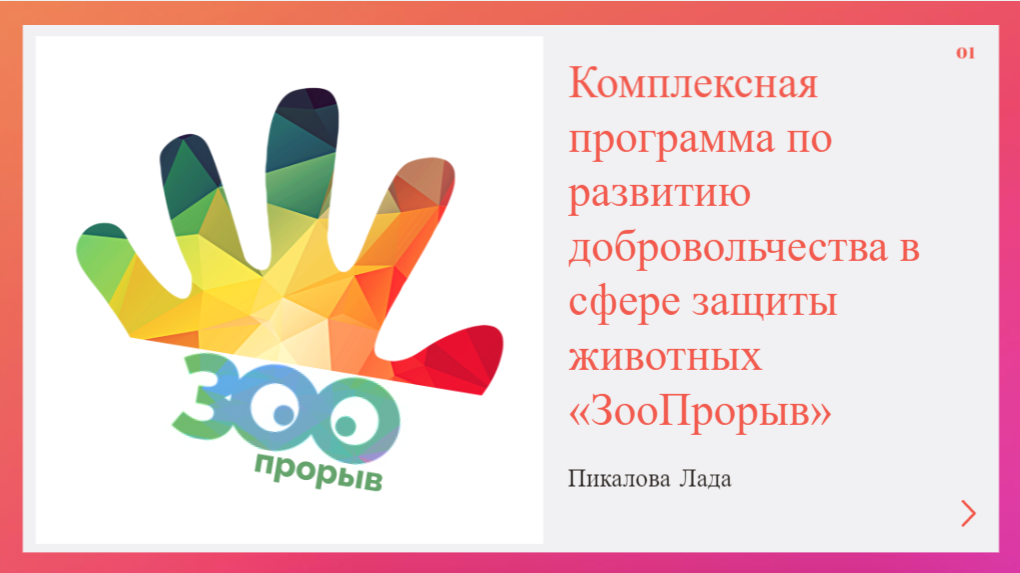 01
Комплексная
программа по
развитию
добровольчества в
сфере защиты
животных
«ЗооПрорыв»
Пикалова Лада
ЗОО
прорыв